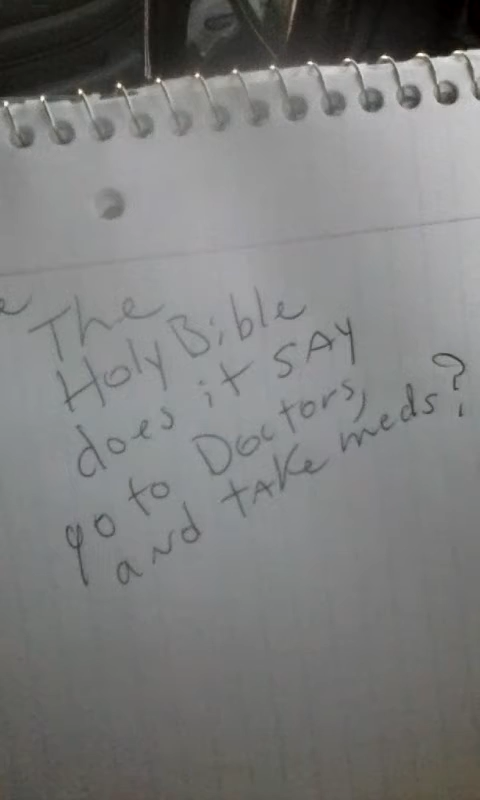 The
Holy Bible
does it SAY
go to Doctors,
and take meds?